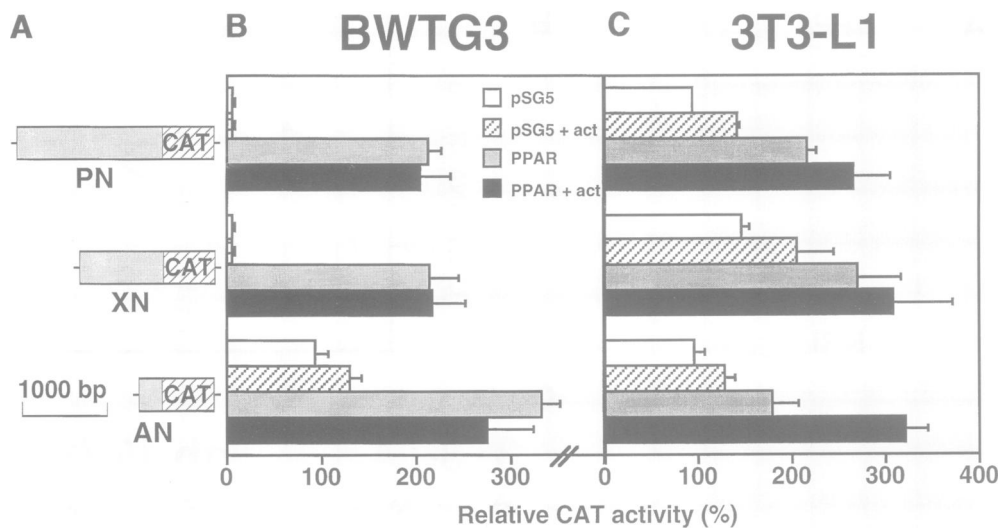 A
B BWTG3
C 3T3-L1
pSG5
pSG5 + act
PPAR
PPAR + act
CAT
PN
CAT
XN
1000 bp
CAT
AN
0 100 200 300
0 100 200 300 400
Relative CAT activity (%)